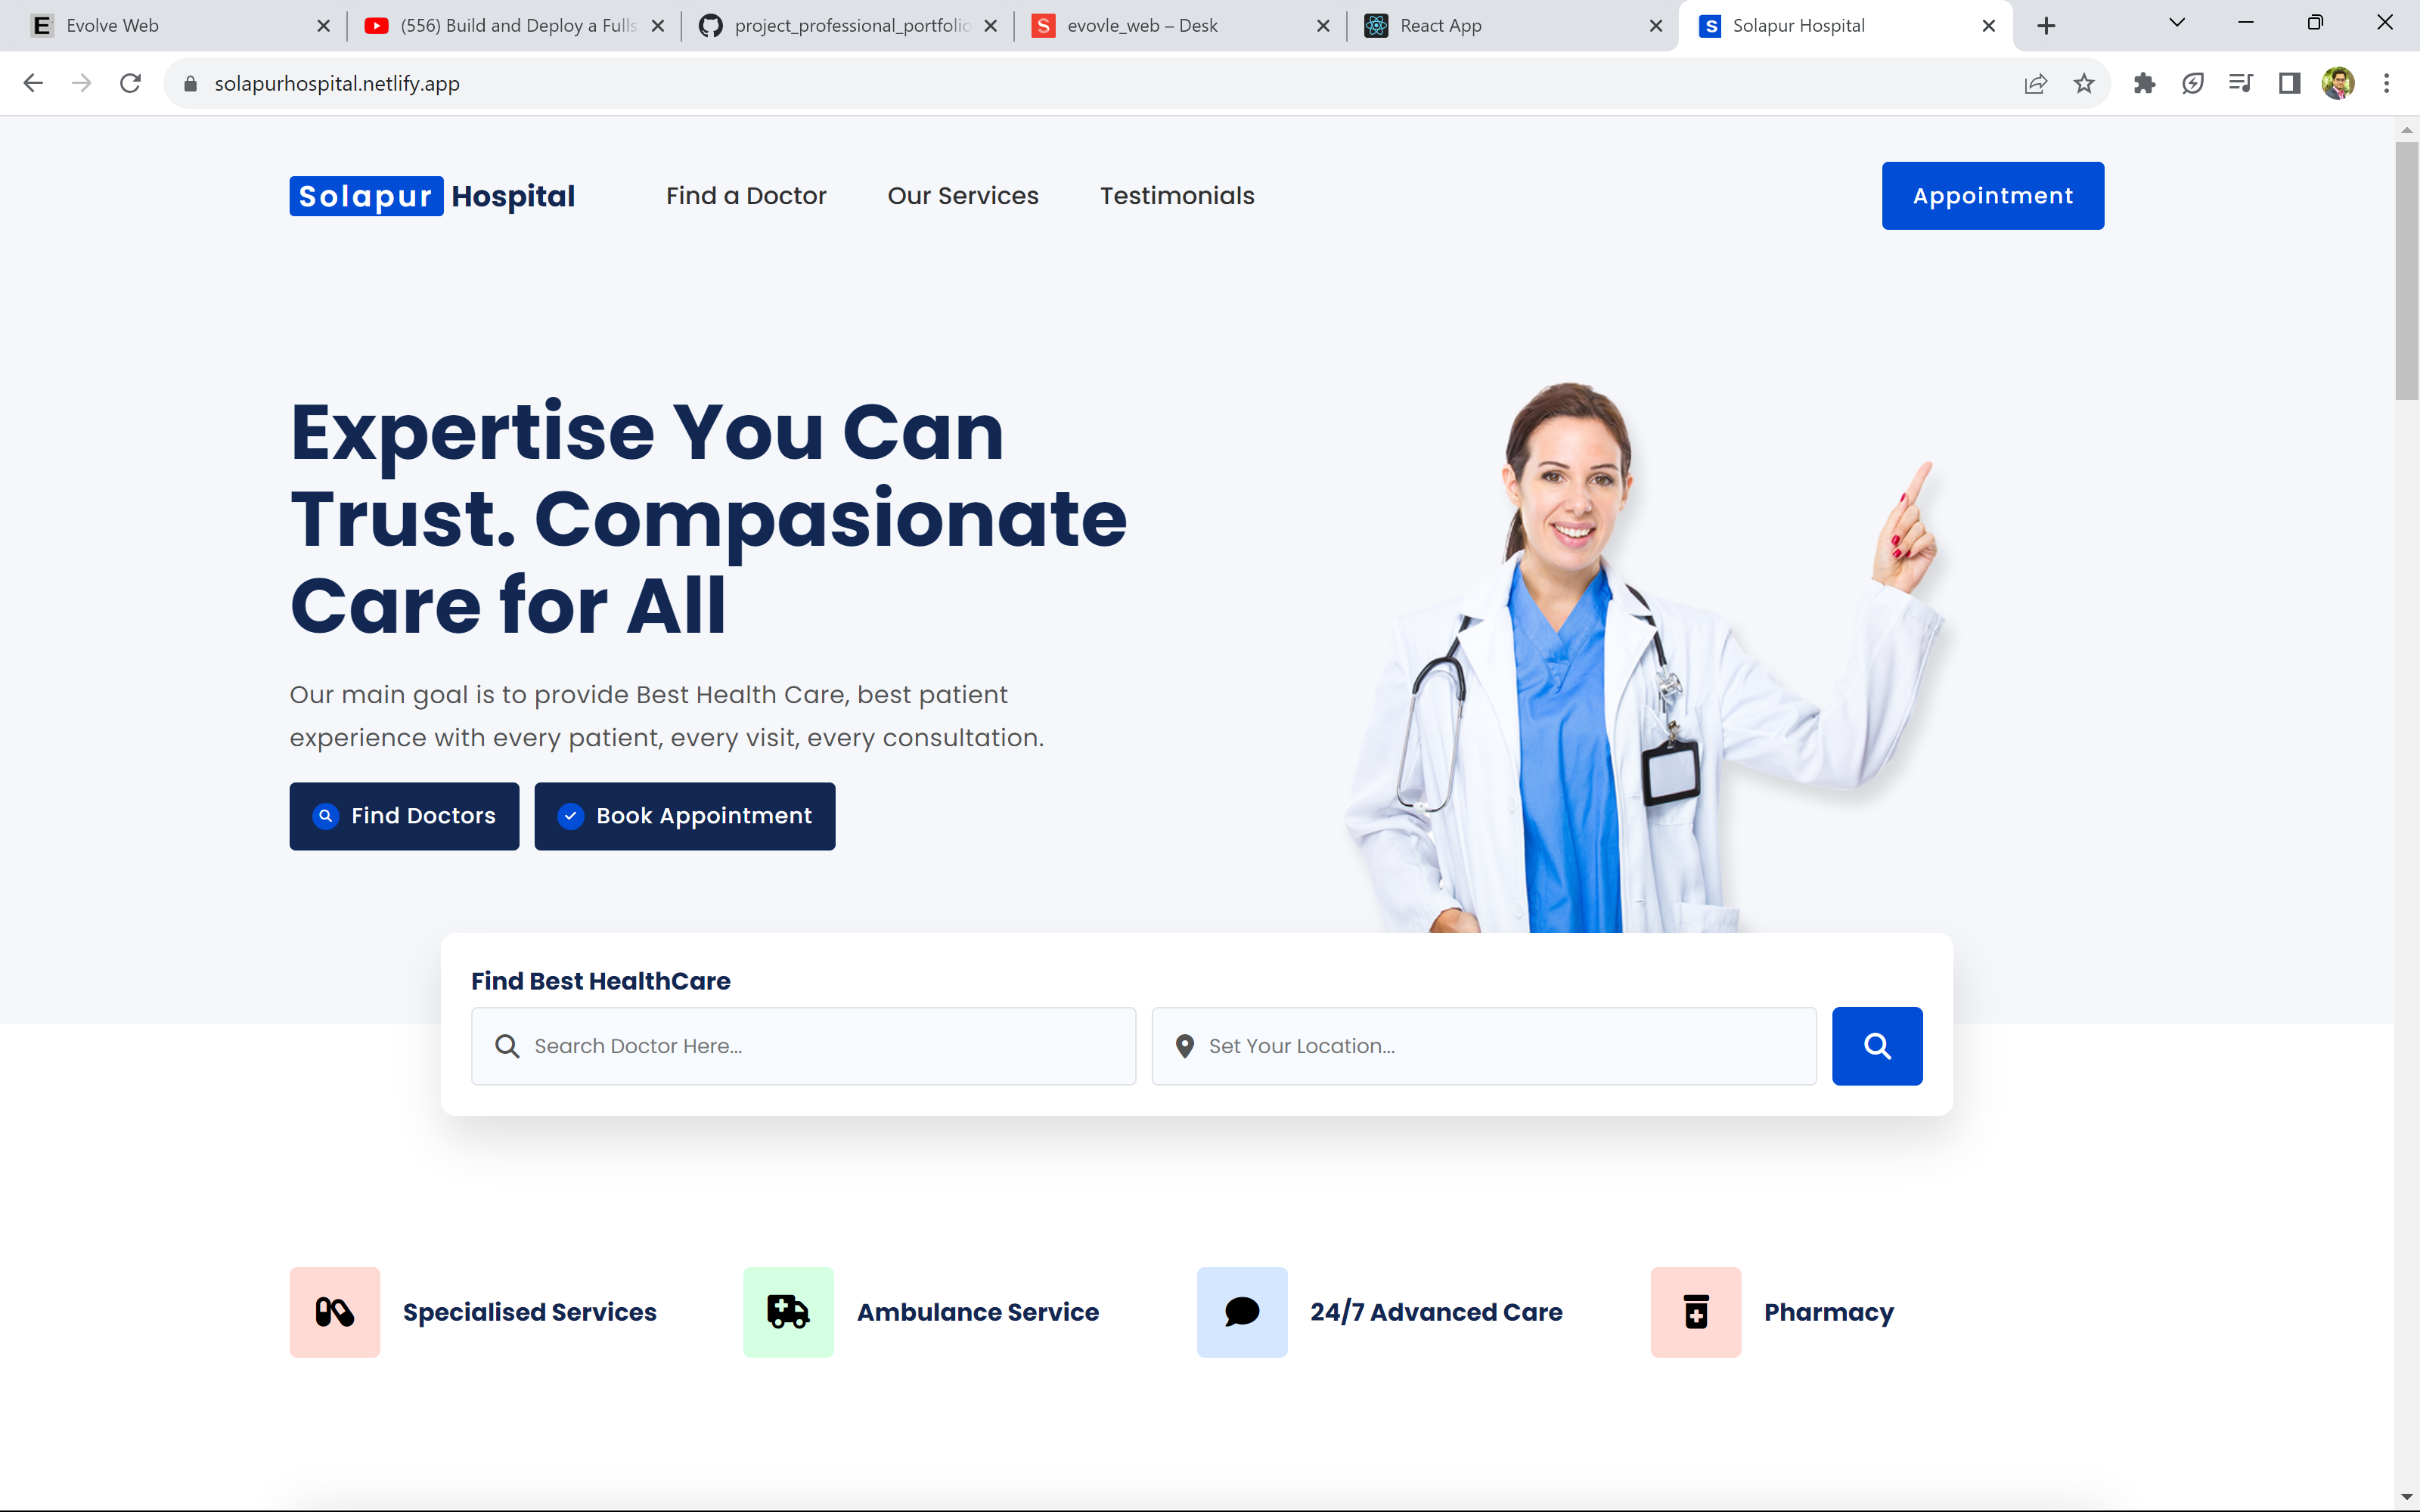 E Evolve Web
(556) Build and Deploy a Fulls
project_professional_portfolio
S evovle_web – Desk
React App
S Solapur Hospital
solapurhospital.netlify.app
Solapur Hospital
Find a Doctor
Our Services
Testimonials
Appointment
Expertise You Can
Trust. Compasionate
Care for All
Our main goal is to provide Best Health Care, best patient
experience with every patient, every visit, every consultation.
Find Doctors
Book Appointment
Find Best HealthCare
Search Doctor Here...
Set Your Location...
Specialised Services
Ambulance Service
24/7 Advanced Care
Pharmacy